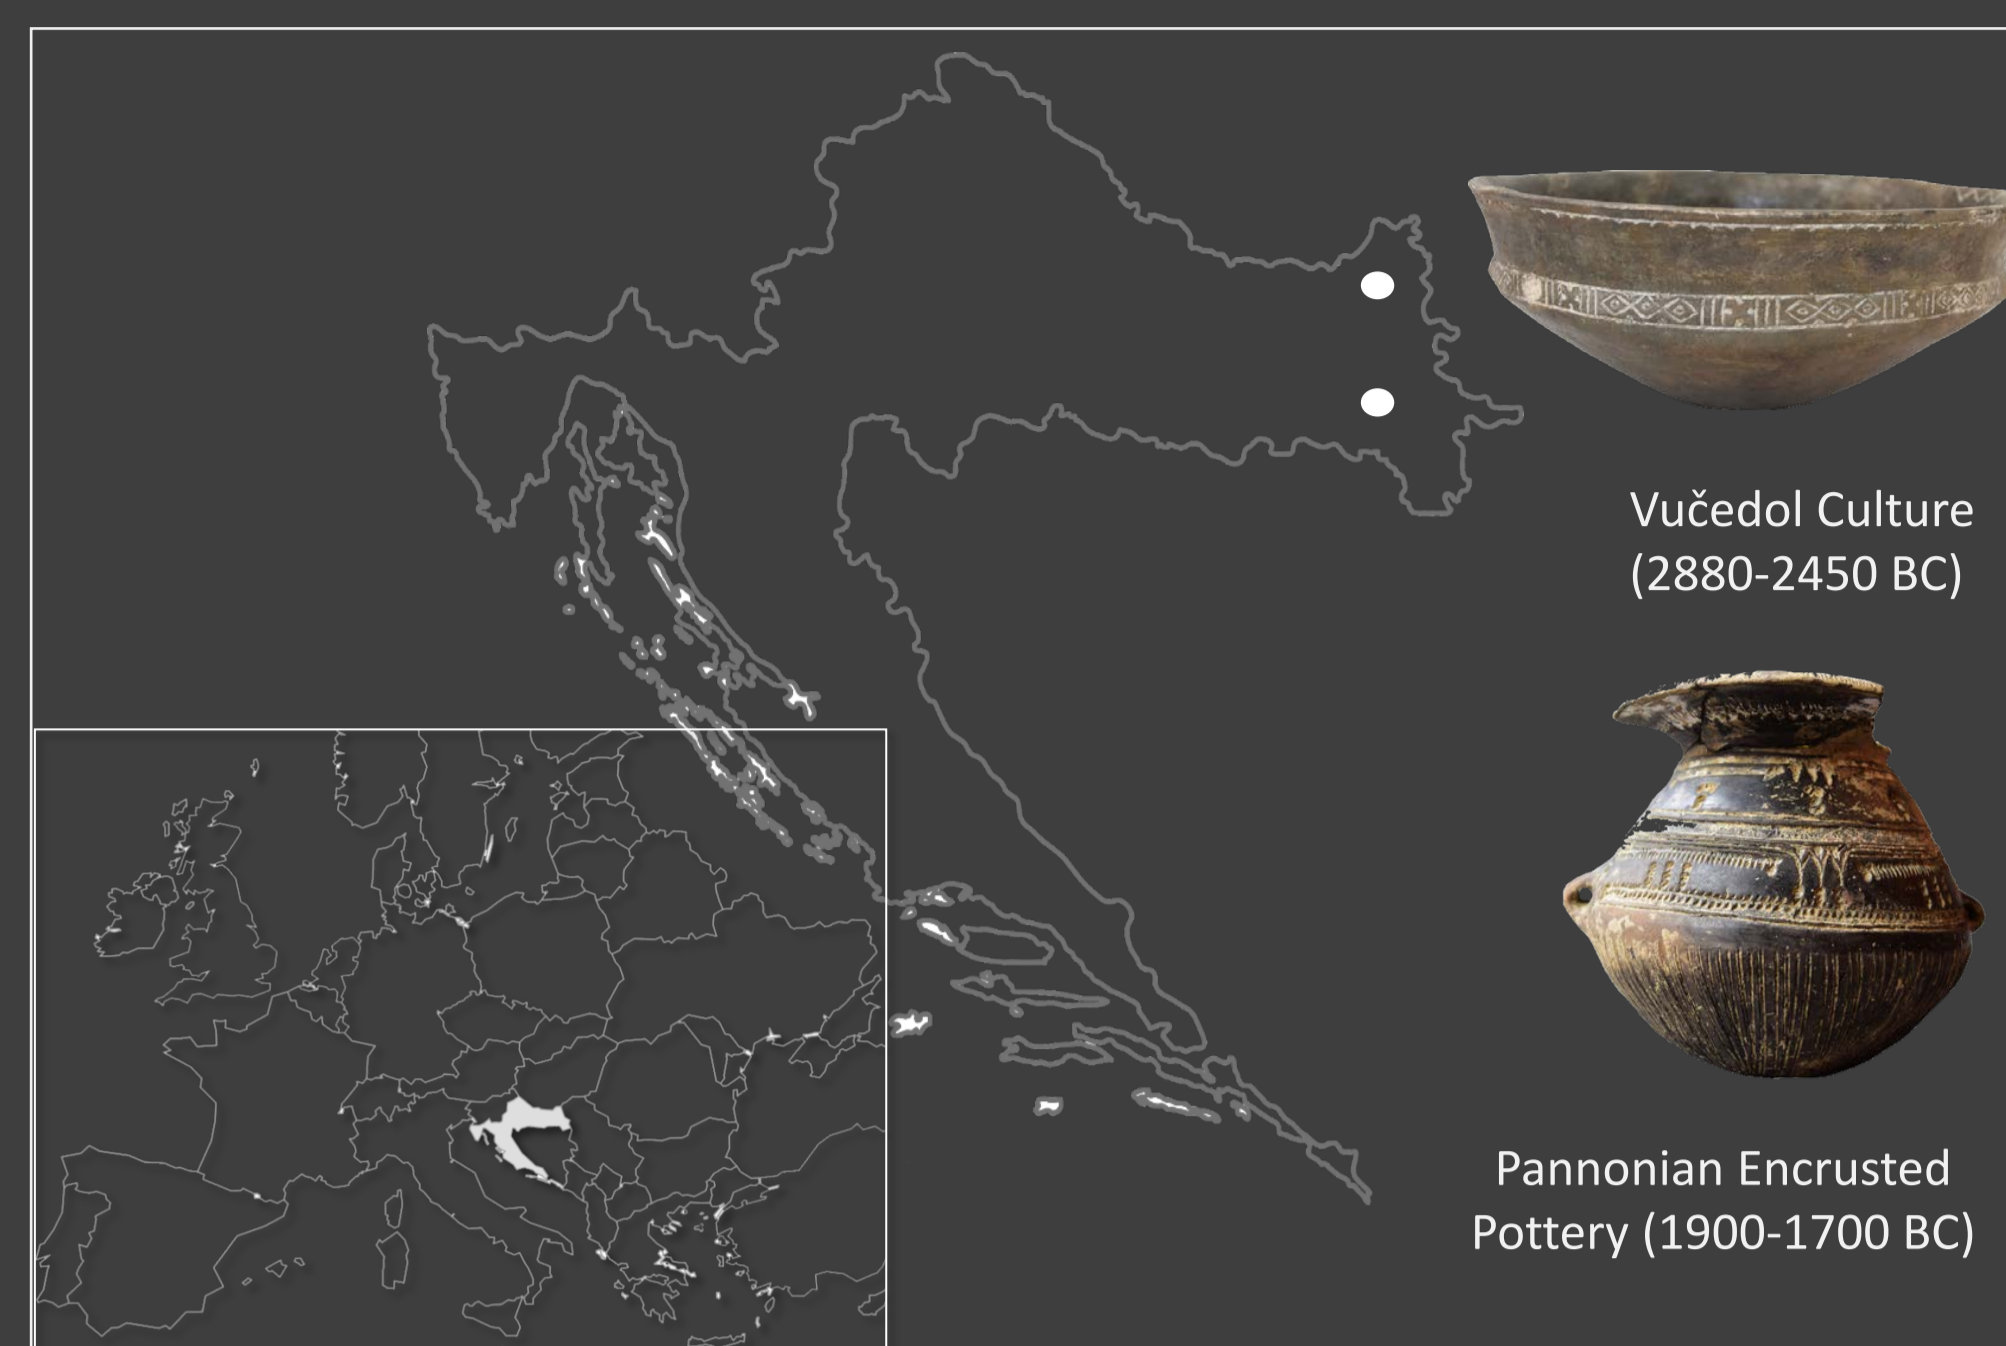 Vučedol Culture
(2880-2450 BC)
Pannonian Encrusted
Pottery (1900-1700 BC)